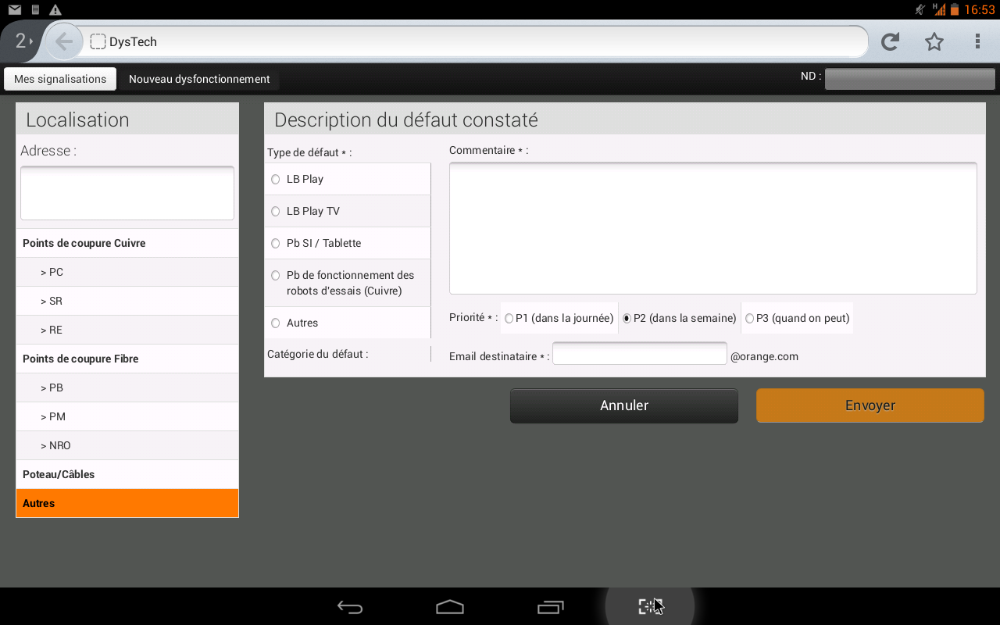 16:53
2
DysTech
Mes signalisations
Nouveau dysfonctionnement
ND :
Localisation
Adresse :
Points de coupure Cuivre
> PC
> SR
> RE
Points de coupure Fibre
> PB
> PM
> NRO
Poteau/Câbles
Autres
Description du défaut constaté
Type de défaut * :
LB Play
LB Play TV
Pb SI / Tablette
Pb de fonctionnement des
robots d'essais (Cuivre)
Autres
Catégorie du défaut :
Commentaire * :
Priorité * : P1 (dans la journée) P2 (dans la semaine) P3 (quand on peut)
Email destinataire * : @orange.com
Annuler
Envoyer